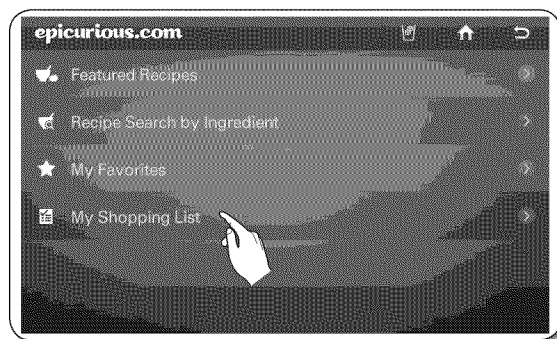 epicurious.com
Featured Recipes
Recipe Search by Ingredient
My Favorites
My Shopping List